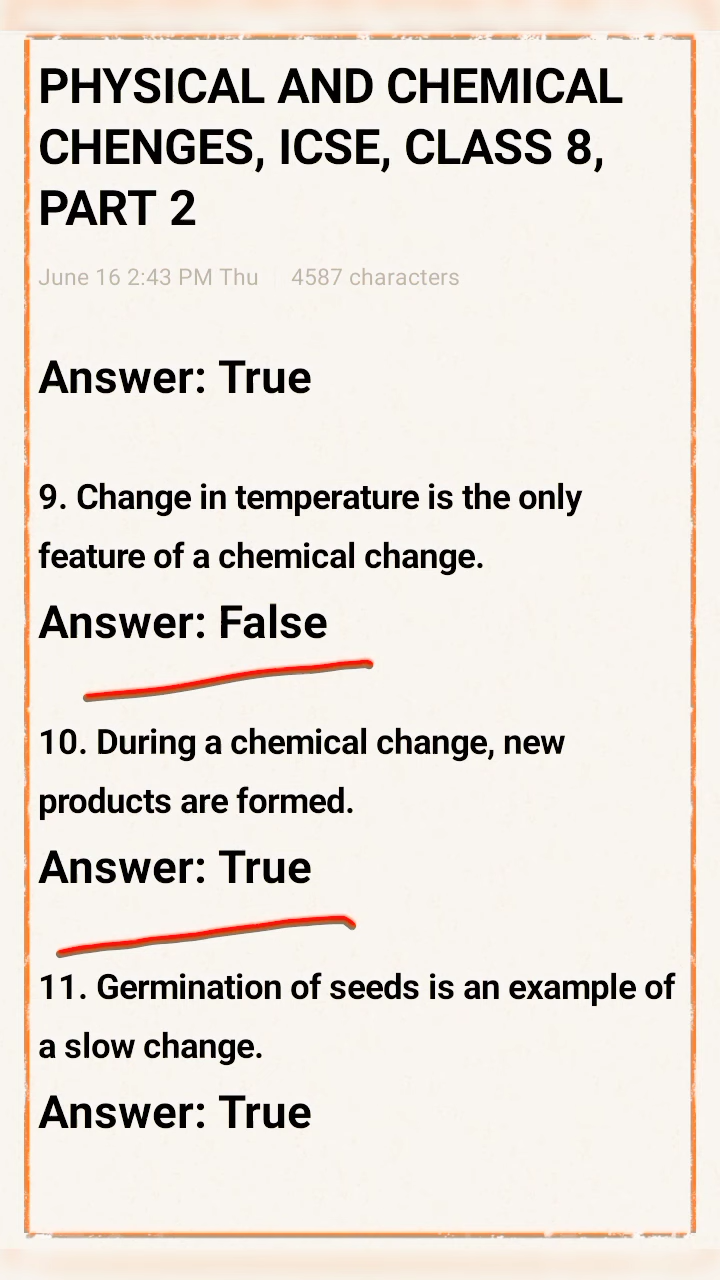 PHYSICAL AND CHEMICAL
CHENGES, ICSE, CLASS 8,
PART 2
June 16 2:43 PM Thu | 4587 characters
Answer: True
9. Change in temperature is the only
feature of a chemical change.
Answer: False
10. During a chemical change, new
products are formed.
Answer: True
11. Germination of seeds is an example of
a slow change.
Answer: True